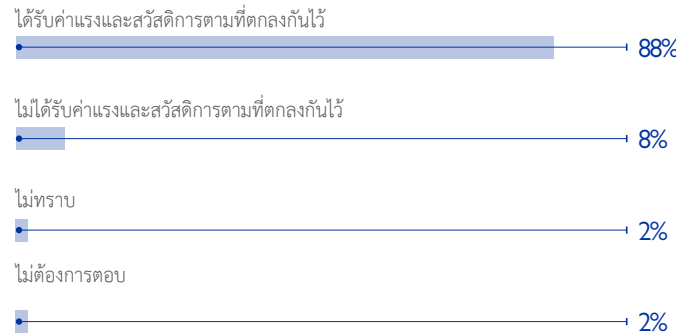 ได้รับค่าแรงและสวัสดิการตามที่ตกลงกันไว้
88%
ไม่ได้รับค่าแรงและสวัสดิการตามที่ตกลงกันไว้
8%
ไม่ทราบ
2%
ไม่ต้องการตอบ
2%